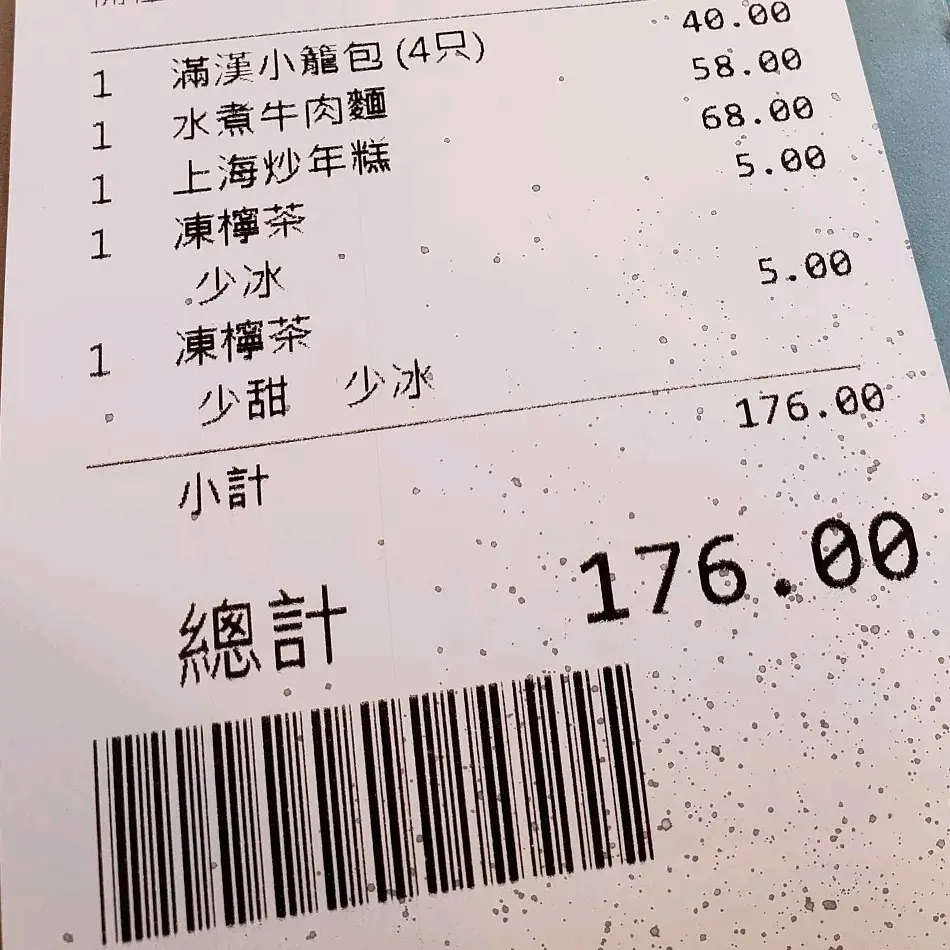 1 滿漢小籠包 (4只) 40.00
1 水煮牛肉麵 58.00
1 上海炒年糕 68.00
1 凍檸茶 5.00
少冰
1 凍檸茶 5.00
少甜 少冰
小計 176.00
總計 176.00